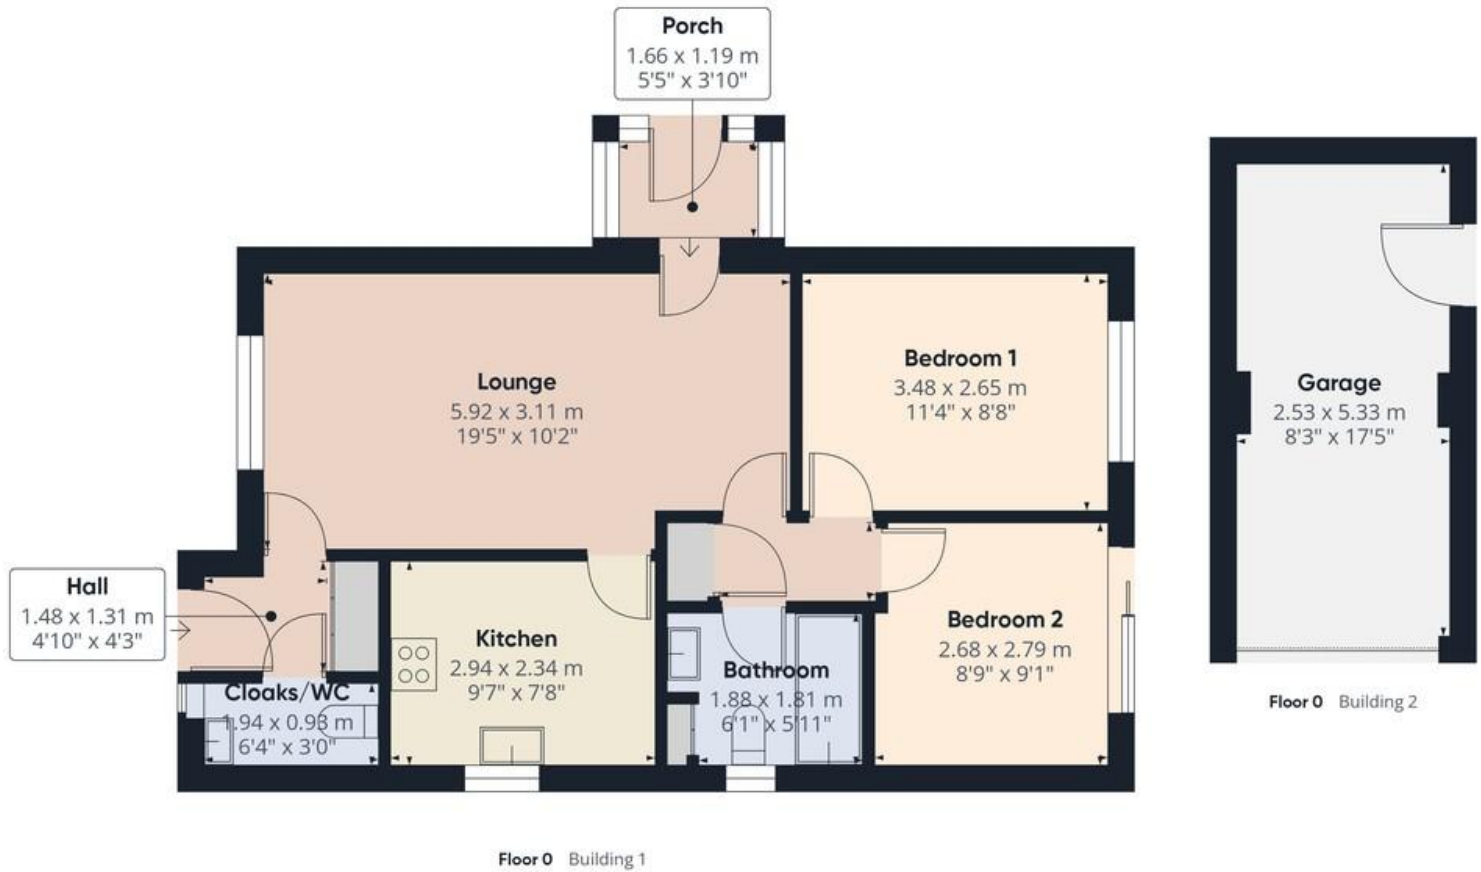 Porch
1.66 x 1.19 m
5'5" x 3'10"
Lounge
5.92 x 3.11 m
19'5" x 10'2"
Bedroom 1
3.48 x 2.65 m
11'4" x 8'8"
Garage
2.53 x 5.33 m
8'3" x 17'5"
Hall
1.48 x 1.31 m
4'10" x 4'3"
Kitchen
2.94 x 2.34 m
9'7" x 7'8"
Bedroom 2
2.68 x 2.79 m
8'9" x 9'1"
Bathroom
1.88 x 1.81 m
6'1" x 5'11"
Cloaks/WC
1.94 x 0.93 m
6'4" x 3'0"
Floor 0 Building 2
Floor 0 Building 1